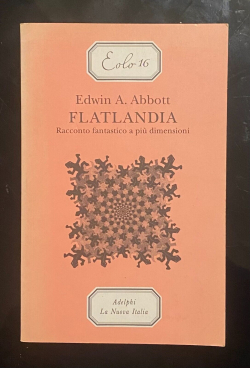 Eolo 16
Edwin A. Abbott
FLATLANDIA
Racconto fantastico a più dimensioni
Adelphi
La Nuova Italia